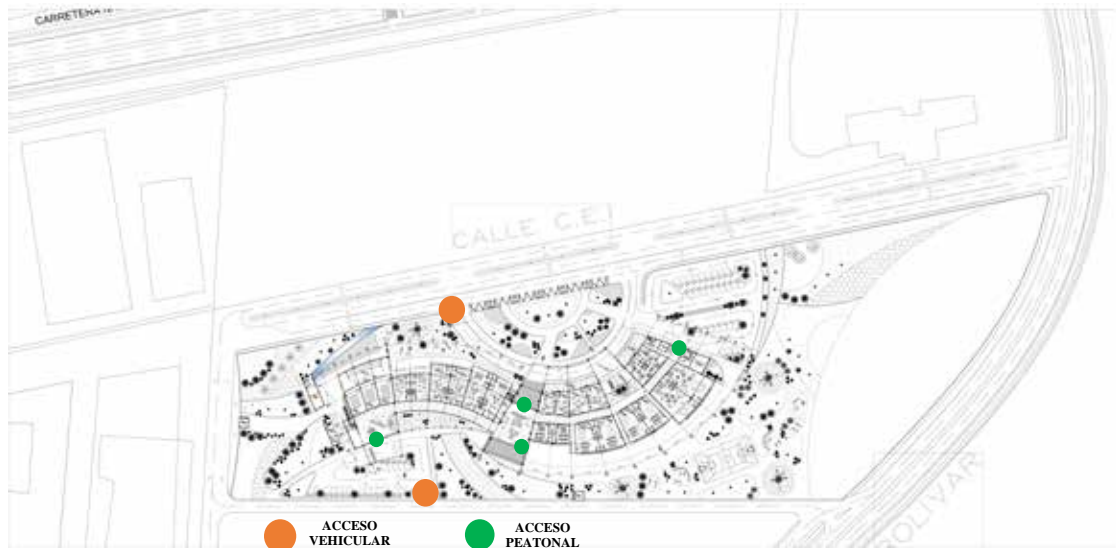 CARRETERA
CALLE C.E.I
BOLIVAR
ACCESO
VEHICULAR
ACCESO
PEATONAL